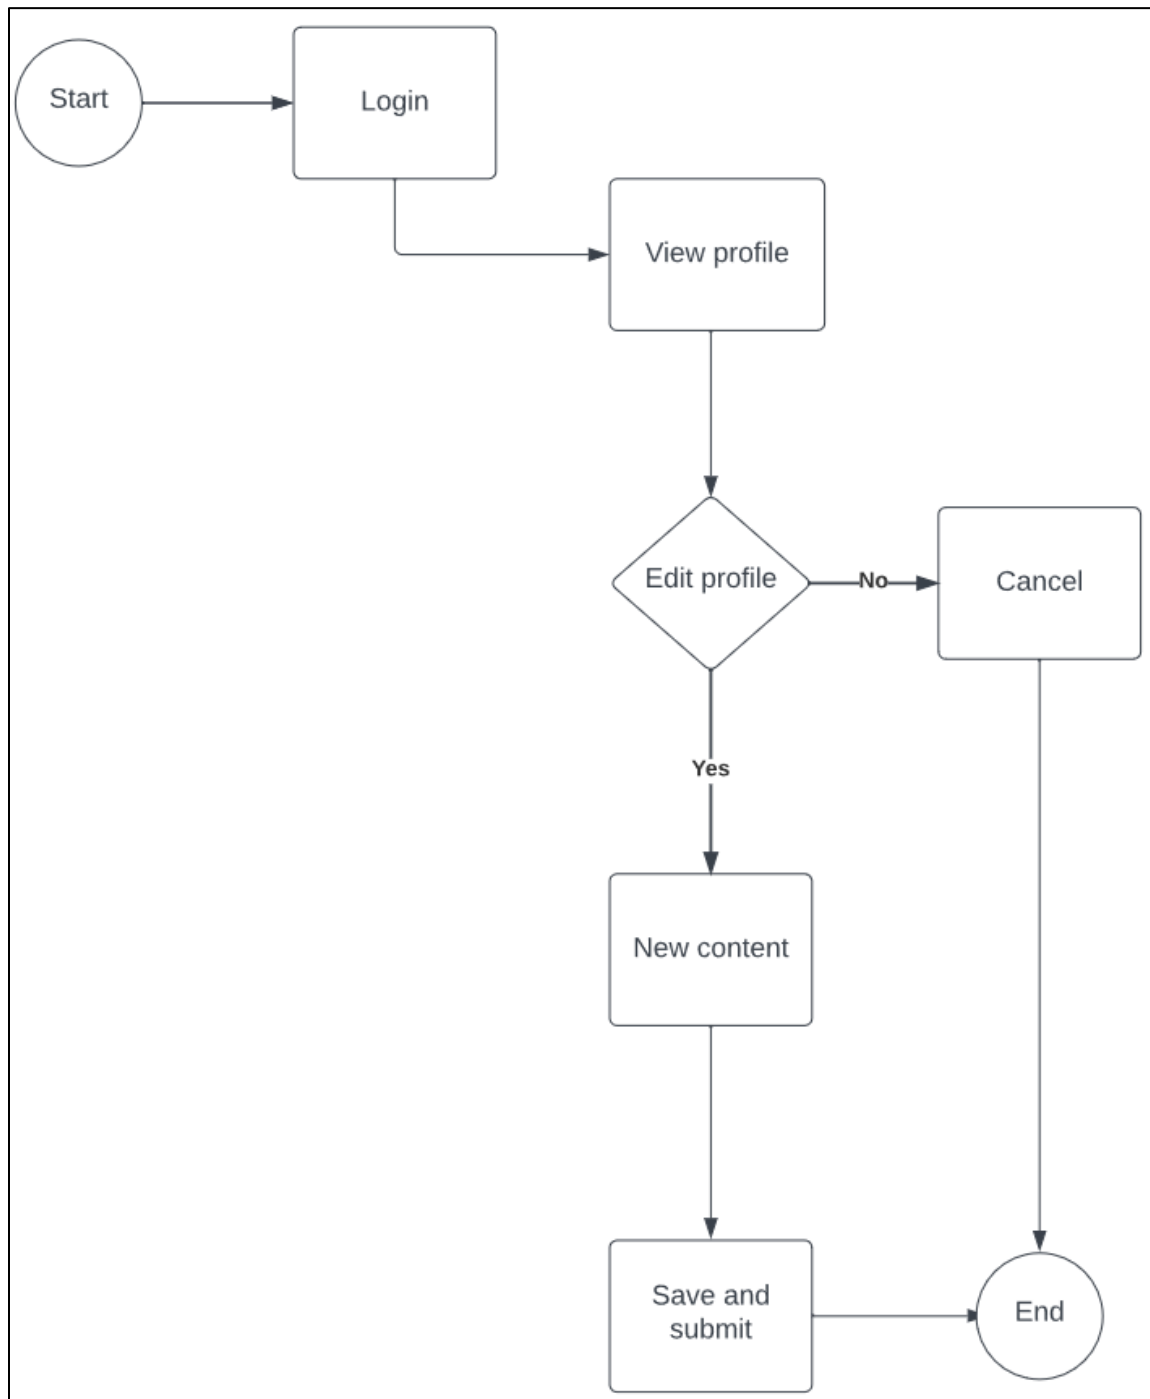 Start
Login
View profile
Edit profile
No
Cancel
Yes
New content
Save and
submit
End